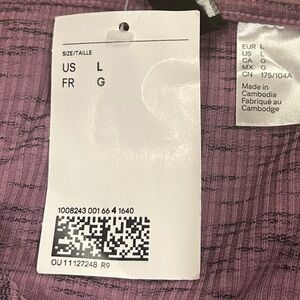 SIZE/TAILLE
US L
FR G
1008243 001 66 4 1640
OU 11127248 R9
EUR L
US L
CA G
MX G
CN 175/104A
Made in
Cambodia
Fabriqué au
Cambodge